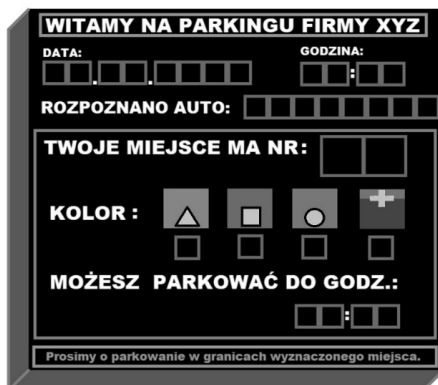 WITAMY NA PARKINGU FIRMY XYZ
DATA:
GODZINA:
ROZPOZNANO AUTO:
TWOJE MIEJSCE MA NR:
KOLOR :
MOŻESZ PARKOWAĆ DO GODZ.:
Prosimy o parkowanie w granicach wyznaczonego miejsca.